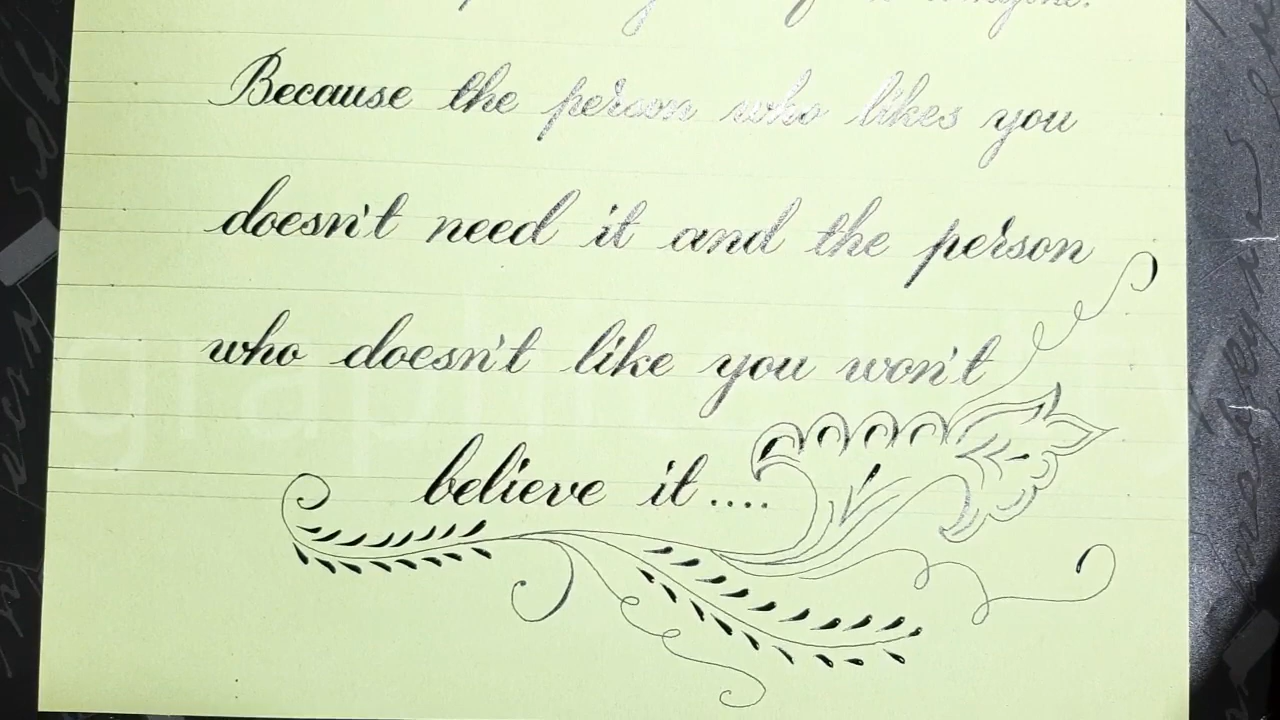 Because the person who likes you
doesn't need it and the person
who doesn't like you won't
believe it....